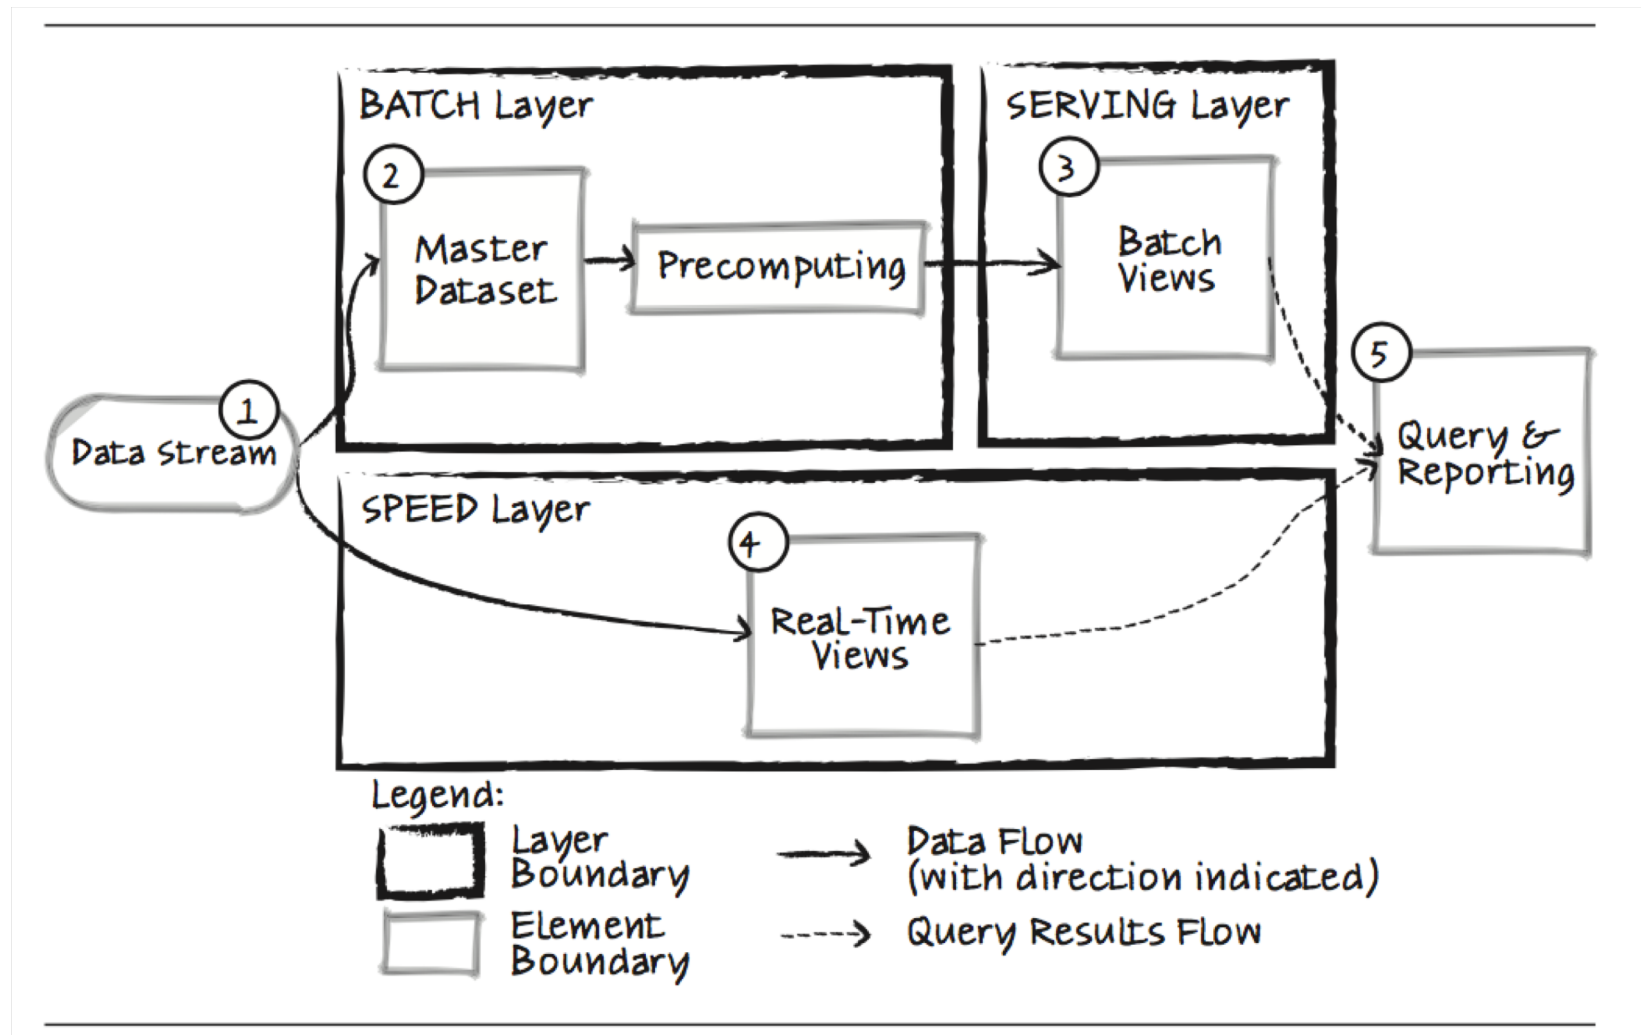 BATCH Layer
SERVING Layer
2
3
Master
Dataset
Precomputing
Batch
Views
1
Data Stream
5
Query &
Reporting
SPEED Layer
4
Real-Time
Views
Legend:
Layer
Boundary
Data Flow
(with direction indicated)
Element
Boundary
Query Results Flow